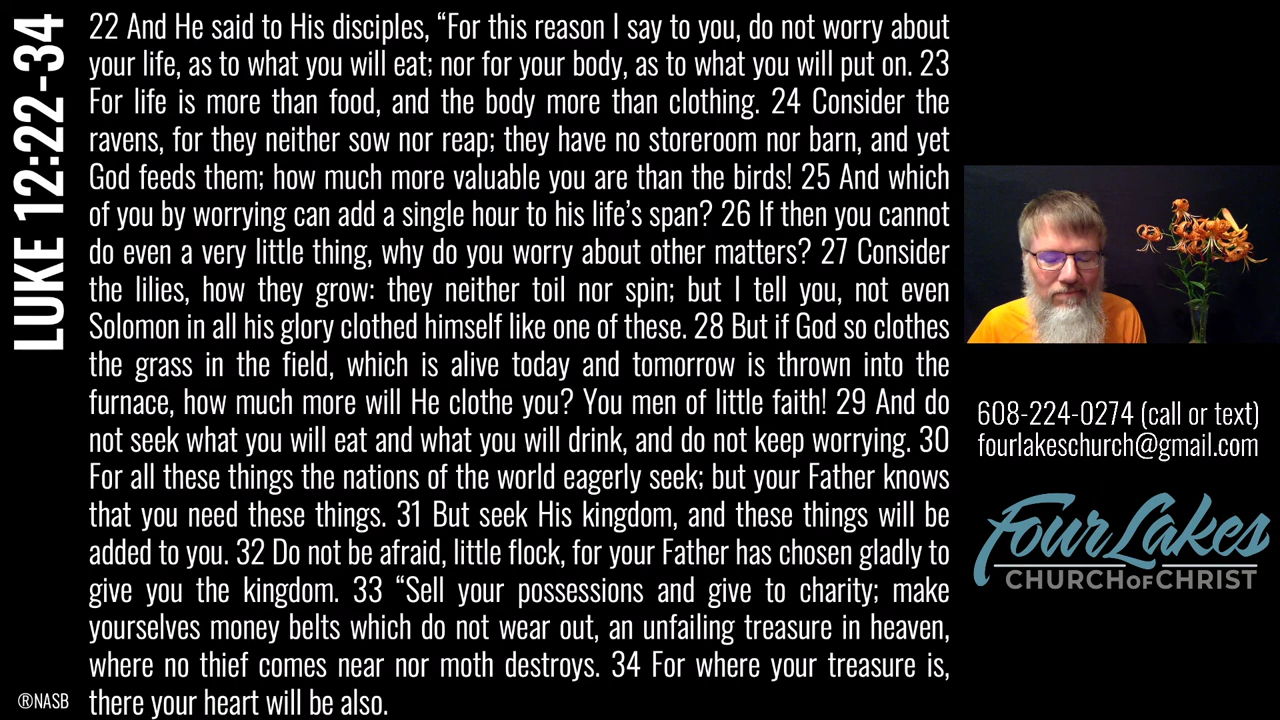 LUKE 12:22-34
22 And He said to His disciples, “For this reason I say to you, do not worry about
your life, as to what you will eat; nor for your body, as to what you will put on. 23
For life is more than food, and the body more than clothing. 24 Consider the
ravens, for they neither sow nor reap; they have no storeroom nor barn, and yet
God feeds them; how much more valuable you are than the birds! 25 And which
of you by worrying can add a single hour to his life’s span? 26 If then you cannot
do even a very little thing, why do you worry about other matters? 27 Consider
the lilies, how they grow: they neither toil nor spin; but I tell you, not even
Solomon in all his glory clothed himself like one of these. 28 But if God so clothes
the grass in the field, which is alive today and tomorrow is thrown into the
furnace, how much more will He clothe you? You men of little faith! 29 And do
not seek what you will eat and what you will drink, and do not keep worrying. 30
For all these things the nations of the world eagerly seek; but your Father knows
that you need these things. 31 But seek His kingdom, and these things will be
added to you. 32 Do not be afraid, little flock, for your Father has chosen gladly to
give you the kingdom. 33 “Sell your possessions and give to charity; make
yourselves money belts which do not wear out, an unfailing treasure in heaven,
where no thief comes near nor moth destroys. 34 For where your treasure is,
there your heart will be also.
®NASB
608-224-0274 (call or text)
fourlakeschurch@gmail.com
Four Lakes
CHURCH OF CHRIST